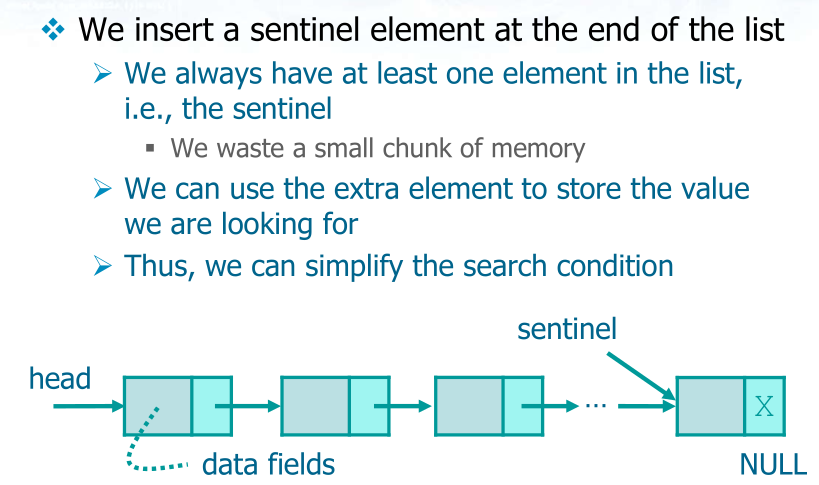 ❖ We insert a sentinel element at the end of the list
➢ We always have at least one element in the list,
i.e., the sentinel
▪ We waste a small chunk of memory
➢ We can use the extra element to store the value
we are looking for
➢ Thus, we can simplify the search condition
sentinel
head
...
X
data fields
NULL